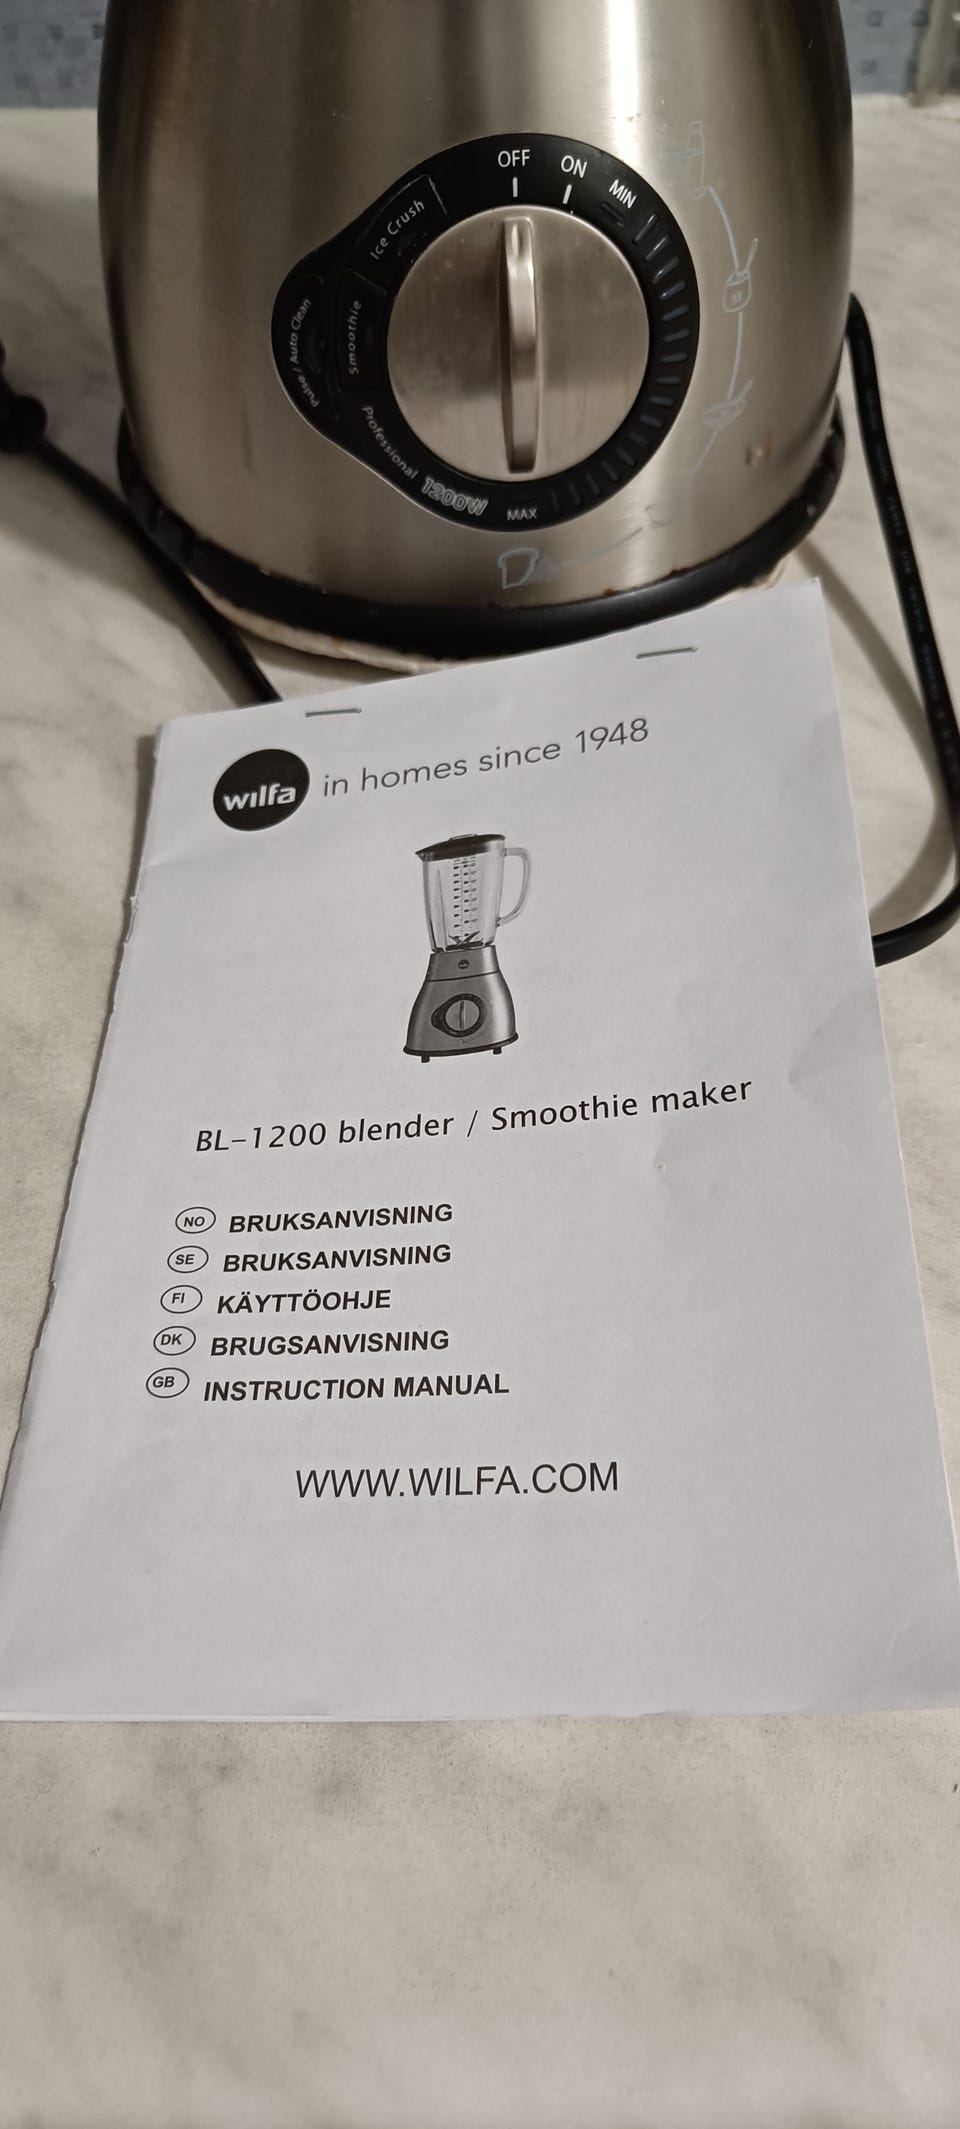 OFF
ON
MIN
Ice Crush
Smoothie
Pulse / Auto Clean
Professional
1200W
MAX
wilfa in homes since 1948
BL-1200 blender / Smoothie maker
NO BRUKSANVISNING
SE BRUKSANVISNING
FI KÄYTTÖOHJE
DK BRUGSANVISNING
GB INSTRUCTION MANUAL
WWW.WILFA.COM